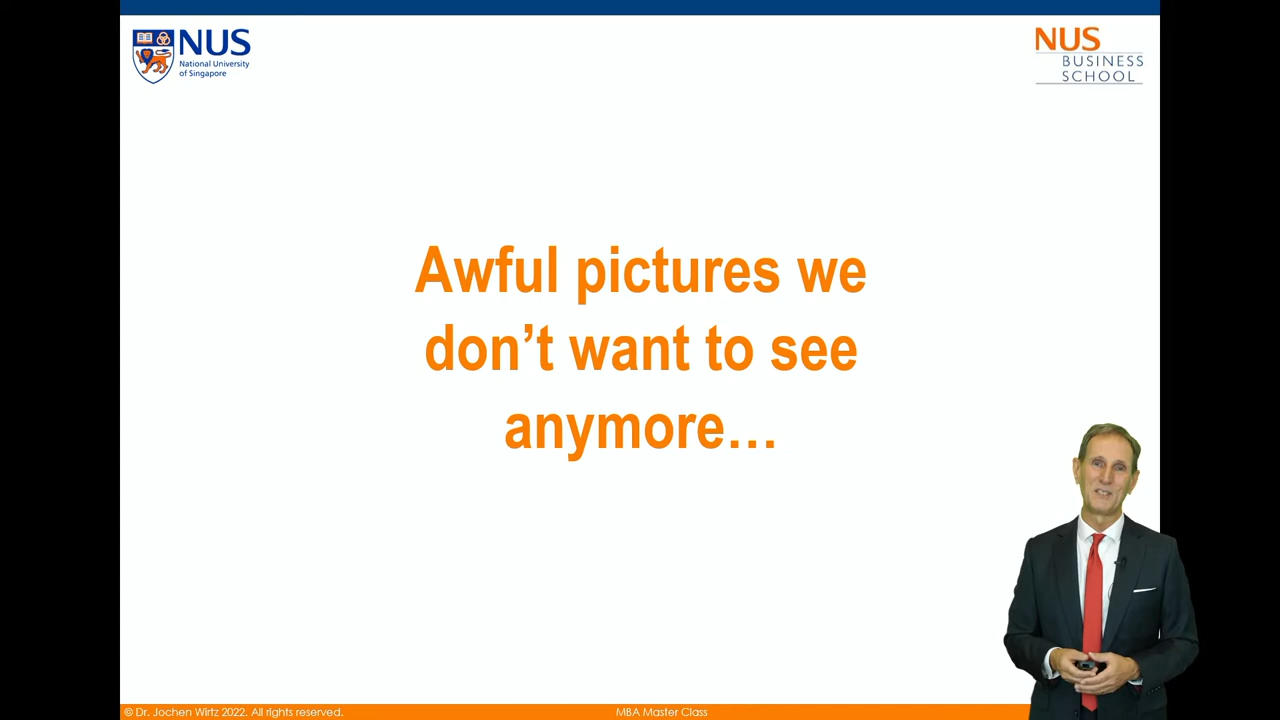 NUS
National University
of Singapore
NUS
BUSINESS
SCHOOL
Awful pictures we
don’t want to see
anymore…
© Dr. Jochen Wirtz 2022. All rights reserved.
MBA Master Class